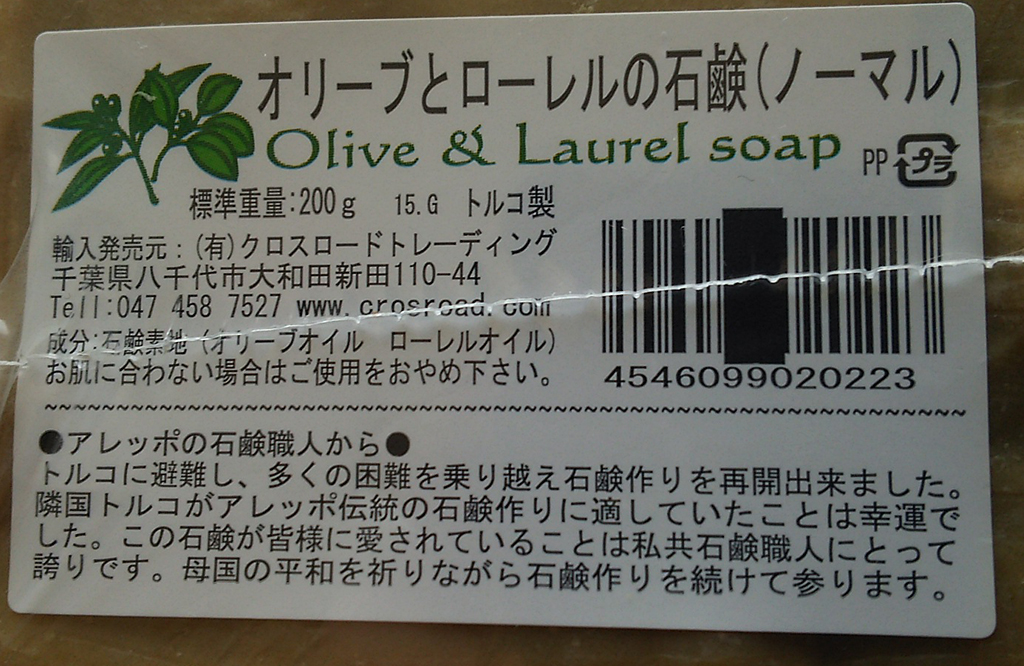 オリーブとローレルの石鹸(ノーマル)
Olive & Laurel soap
PP プラ
標準重量:200g 15.G トルコ製
輸入発売元:(有)クロスロードトレーディング
千葉県八千代市大和田新田110-44
Tell:047 458 7527 www.crosroad.com
成分:石鹸素地(オリーブオイル ローレルオイル)
お肌に合わない場合はご使用をおやめ下さい。
4546099020223
~~~~~~~~~~~~~~~~~~~~~~~~~~~~~~~~~~~~~~~~~~~~~~~~~~~~~~~~~~~~~~~~
●アレッポの石鹸職人から●
トルコに避難し、多くの困難を乗り越え石鹸作りを再開出来ました。
隣国トルコがアレッポ伝統の石鹸作りに適していたことは幸運で
した。この石鹸が皆様に愛されていることは私共石鹸職人にとって
誇りです。母国の平和を祈りながら石鹸作りを続けて参ります。